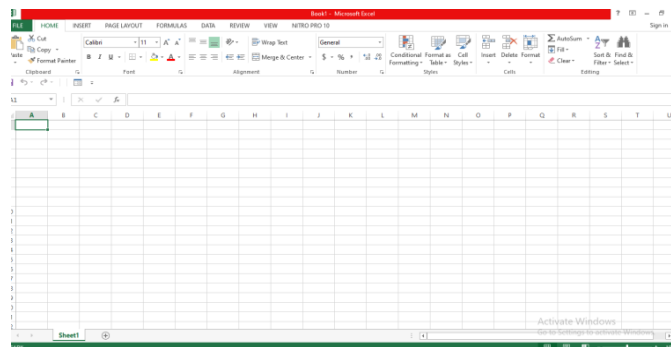 Book1 - Microsoft Excel
FILE HOME INSERT PAGE LAYOUT FORMULAS DATA REVIEW VIEW NITRO PRO 10 Sign in
Cut
Copy
Format Painter
Clipboard
Calibri 11
B I U
Font
Wrap Text
Merge & Center
Alignment
General
$ % ,
Number
Conditional Formatting
Format as Table
Cell Styles
Styles
Insert Delete Format
Cells
AutoSum
Fill
Clear
Sort & Filter
Find & Select
Editing
A B C D E F G H I J K L M N O P Q R S T U
Activate Windows
Go to Settings to activate Windows.
Sheet1